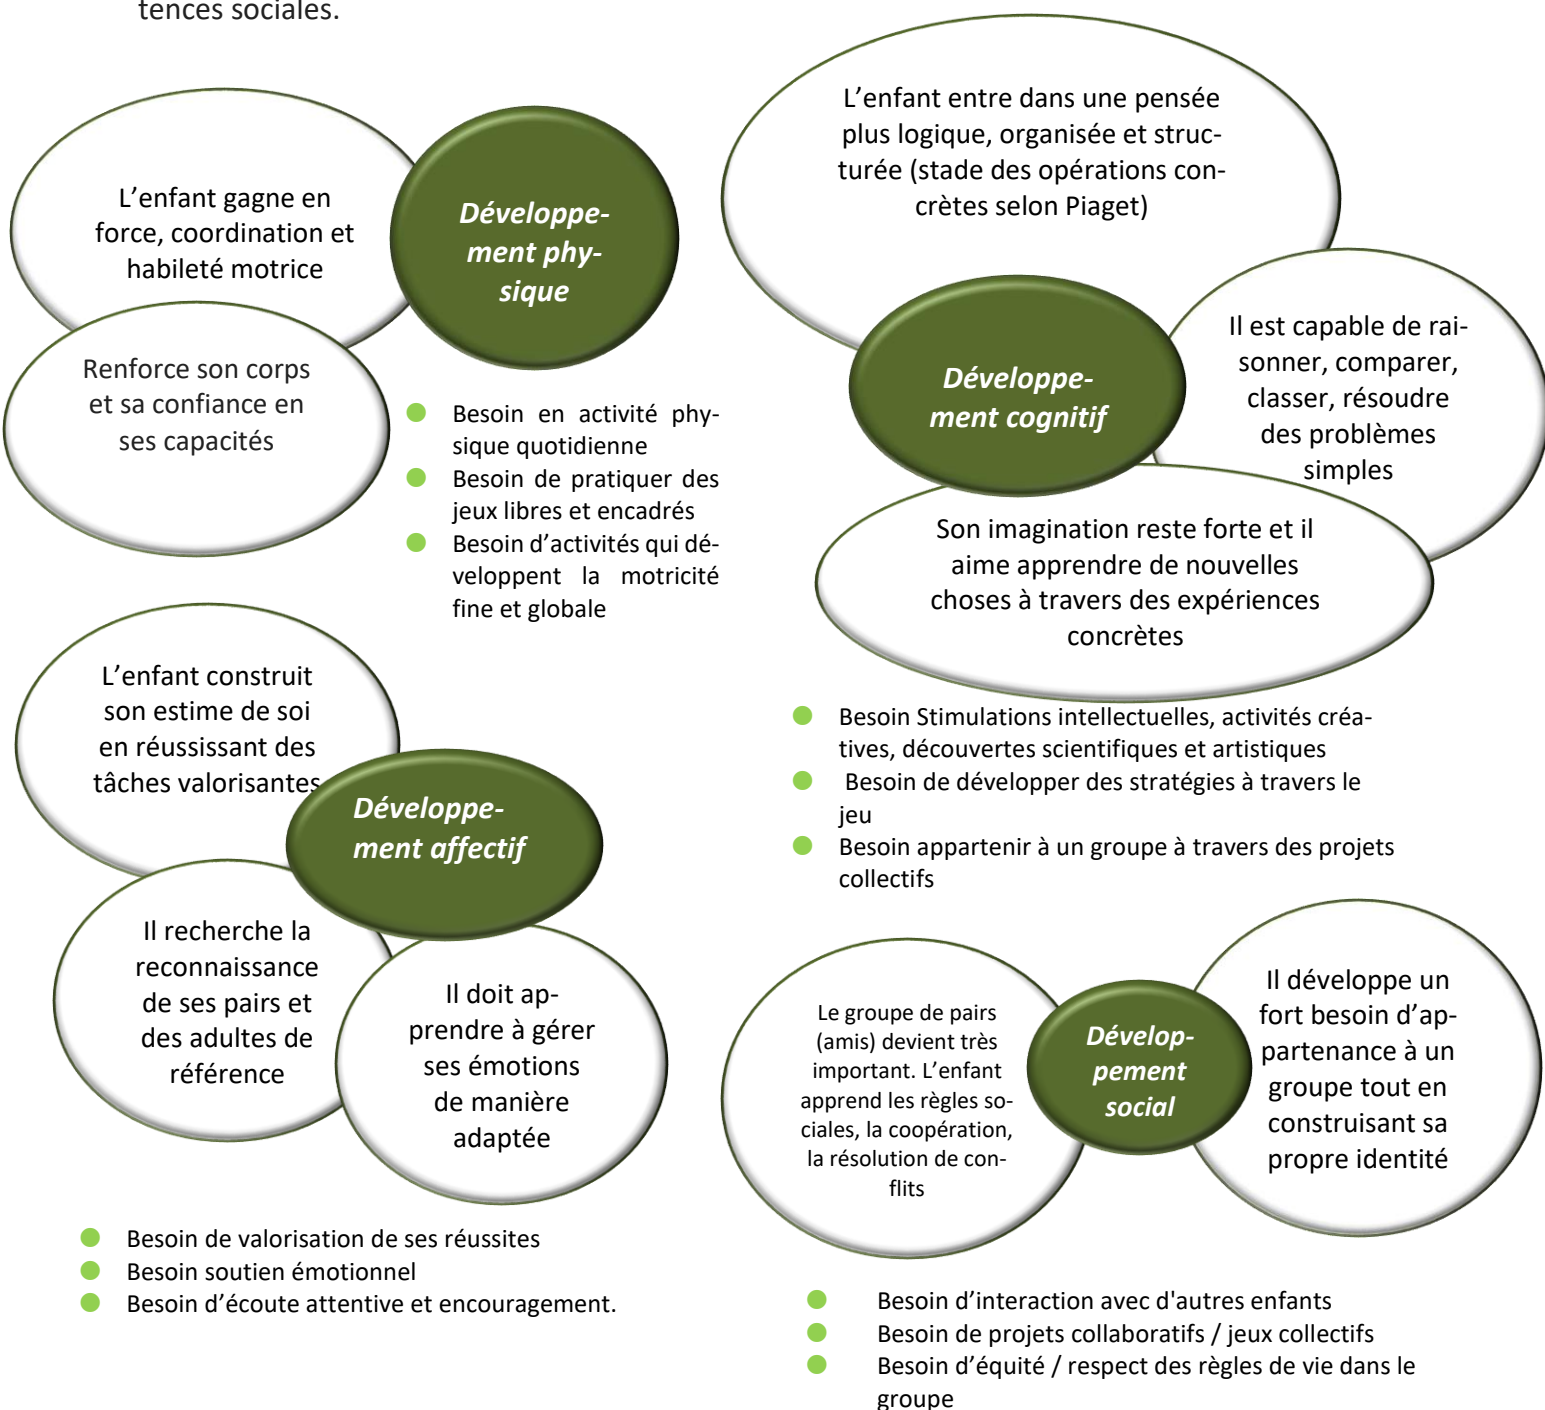 tences sociales.
L’enfant gagne en
force, coordination et
habileté motrice
Renforce son corps
et sa confiance en
ses capacités
Développe-
ment phy-
sique
Besoin en activité phy-
sique quotidienne
Besoin de pratiquer des
jeux libres et encadrés
Besoin d’activités qui dé-
veloppent la motricité
fine et globale
L’enfant entre dans une pensée
plus logique, organisée et struc-
turée (stade des opérations con-
crètes selon Piaget)
Développe-
ment cognitif
Il est capable de rai-
sonner, comparer,
classer, résoudre
des problèmes
simples
Son imagination reste forte et il
aime apprendre de nouvelles
choses à travers des expériences
concrètes
Besoin Stimulations intellectuelles, activités créa-
tives, découvertes scientifiques et artistiques
Besoin de développer des stratégies à travers le
jeu
Besoin appartenir à un groupe à travers des projets
collectifs
L’enfant construit
son estime de soi
en réussissant des
tâches valorisantes
Développe-
ment affectif
Il recherche la
reconnaissance
de ses pairs et
des adultes de
référence
Il doit ap-
prendre à gérer
ses émotions
de manière
adaptée
Besoin de valorisation de ses réussites
Besoin soutien émotionnel
Besoin d’écoute attentive et encouragement.
Le groupe de pairs
(amis) devient très
important. L’enfant
apprend les règles so-
ciales, la coopération,
la résolution de con-
flits
Dévelop-
pement
social
Il développe un
fort besoin d’ap-
partenance à un
groupe tout en
construisant sa
propre identité
Besoin d’interaction avec d'autres enfants
Besoin de projets collaboratifs / jeux collectifs
Besoin d’équité / respect des règles de vie dans le
groupe